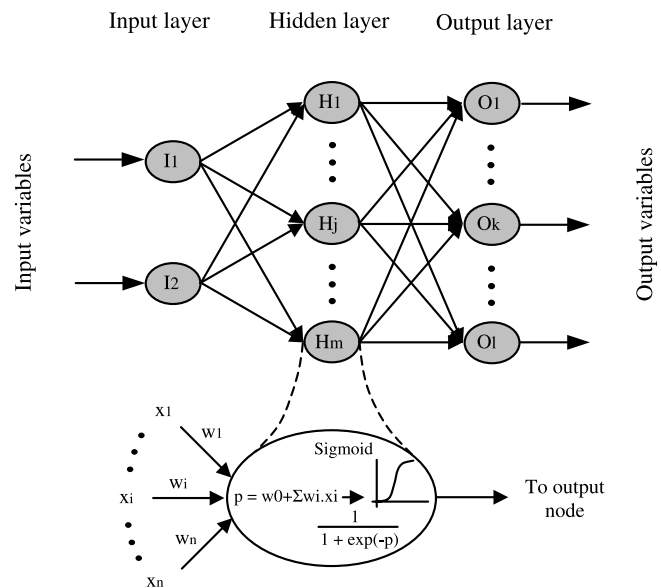 Input layer
Hidden layer
Output layer
Input variables
I1
I2
H1
Hj
Hm
O1
Ok
Ol
Output variables
x1
xi
xn
w1
wi
wn
Sigmoid
p = w0+Σwi.xi
1
1 + exp(-p)
To output
node